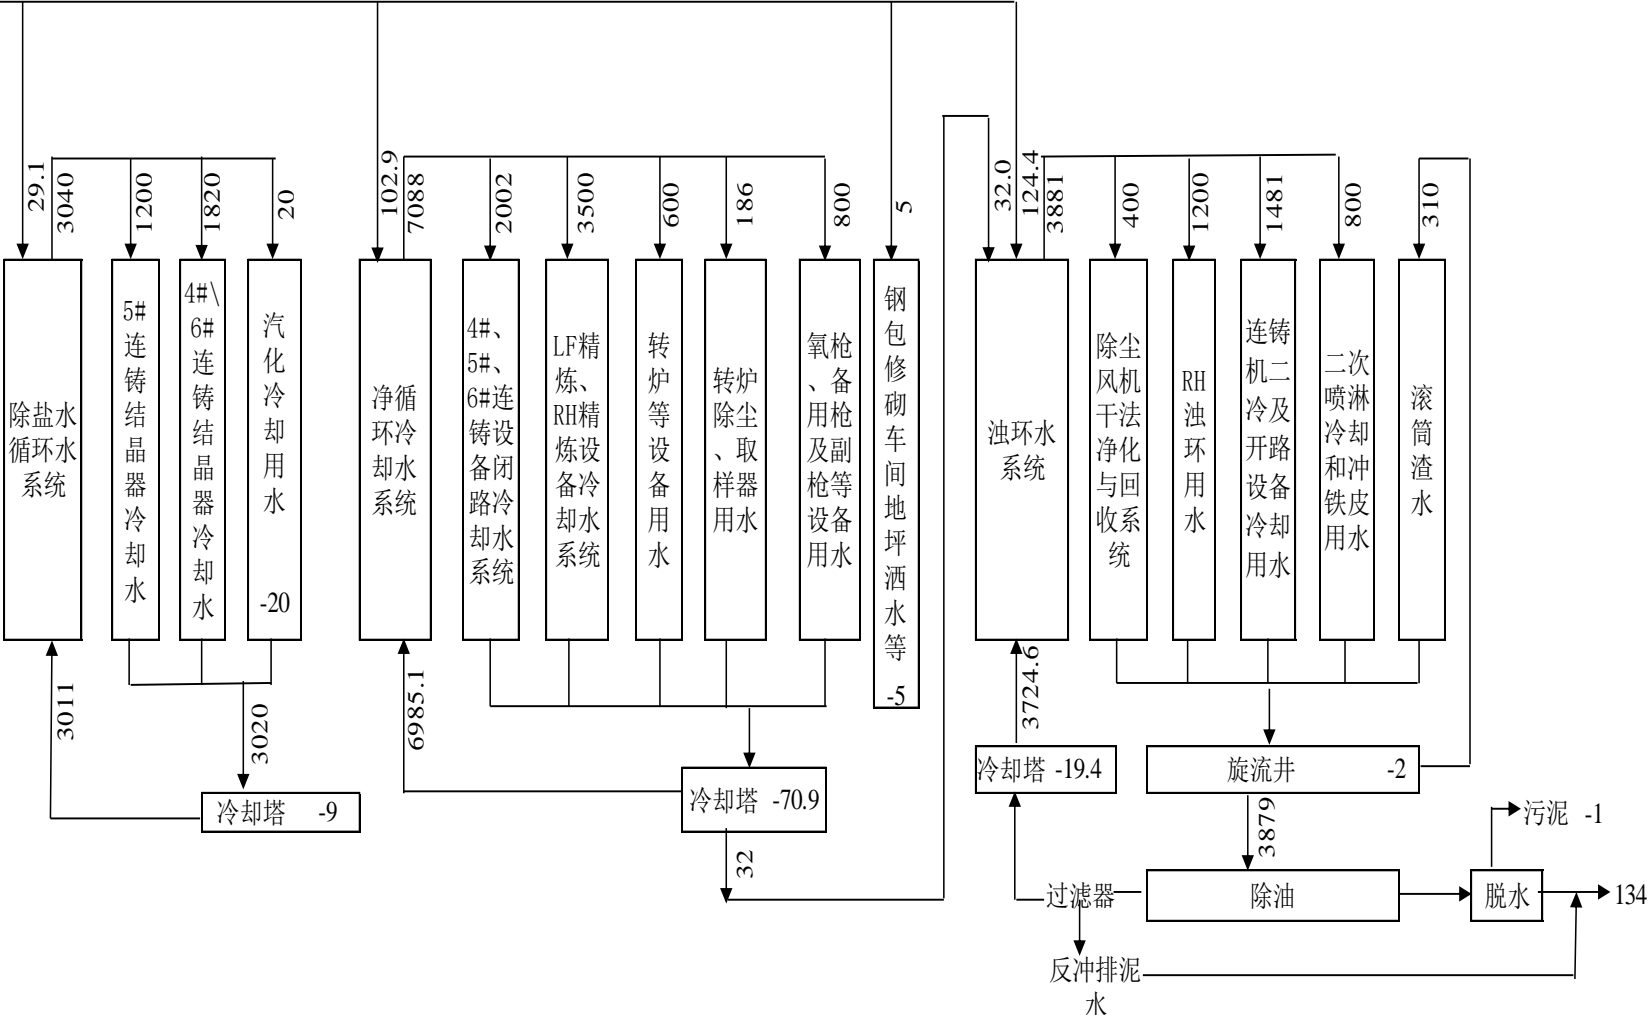 29.1
3040
1200
1820
20
102.9
7088
2002
3500
600
186
800
5
32.0
124.4
3881
400
1200
1481
800
310
除盐水
循环水
系统
5#
连
铸
结
晶
器
冷
却
水
4#\
6#
连
铸
结
晶
器
冷
却
水
汽
化
冷
却
用
水
-20
净循
环冷
却水
系统
4#、
5#、
6#连
铸设
备闭
路冷
却水
系统
LF精
炼、
RH精
炼设
备冷
却水
系统
转
炉
等
设
备
用
水
转炉
除尘
、取
样器
用水
氧枪
、备
用枪
及副
枪等
设备
用水
钢
包
修
砌
车
间
地
坪
洒
水
等
-5
浊环水
系统
除尘
风机
干法
净化
与回
收系
统
RH
浊
环
用
水
连铸
机二
冷及
开路
设备
冷却
用水
二次
喷淋
冷却
和冲
铁皮
用水
滚
筒
渣
水
3011
3020
6985.1
3724.6
冷却塔 -9
冷却塔 -70.9
冷却塔 -19.4
旋流井 -2
32
3879
污泥 -1
过滤器
除油
脱水
134
反冲排泥
水